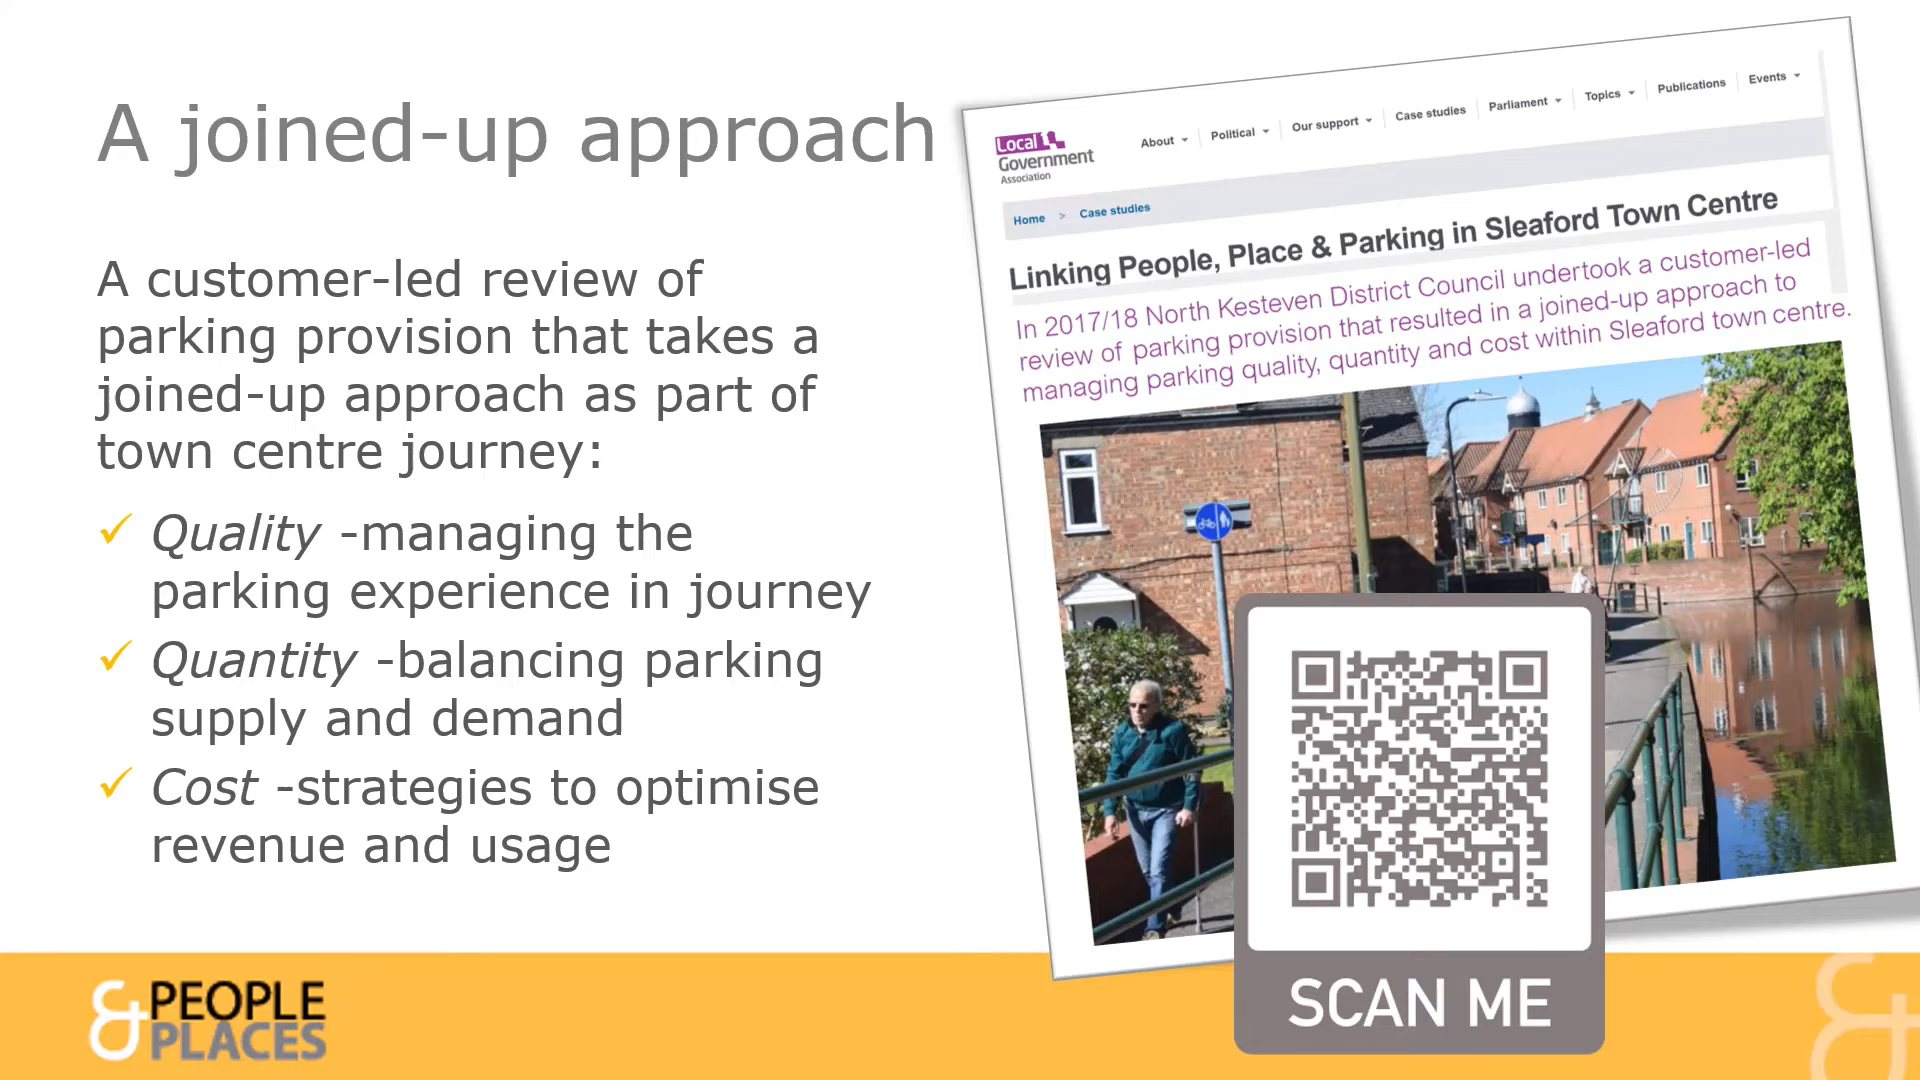 A joined-up approach
A customer-led review of
parking provision that takes a
joined-up approach as part of
town centre journey:
✓ Quality -managing the
parking experience in journey
✓ Quantity -balancing parking
supply and demand
✓ Cost -strategies to optimise
revenue and usage
Local
Government
Association
About Political Our support Case studies Parliament Topics Publications Events
Home > Case studies
Linking People, Place & Parking in Sleaford Town Centre
In 2017/18 North Kesteven District Council undertook a customer-led
review of parking provision that resulted in a joined-up approach to
managing parking quality, quantity and cost within Sleaford town centre.
SCAN ME
& PEOPLE
PLACES
&